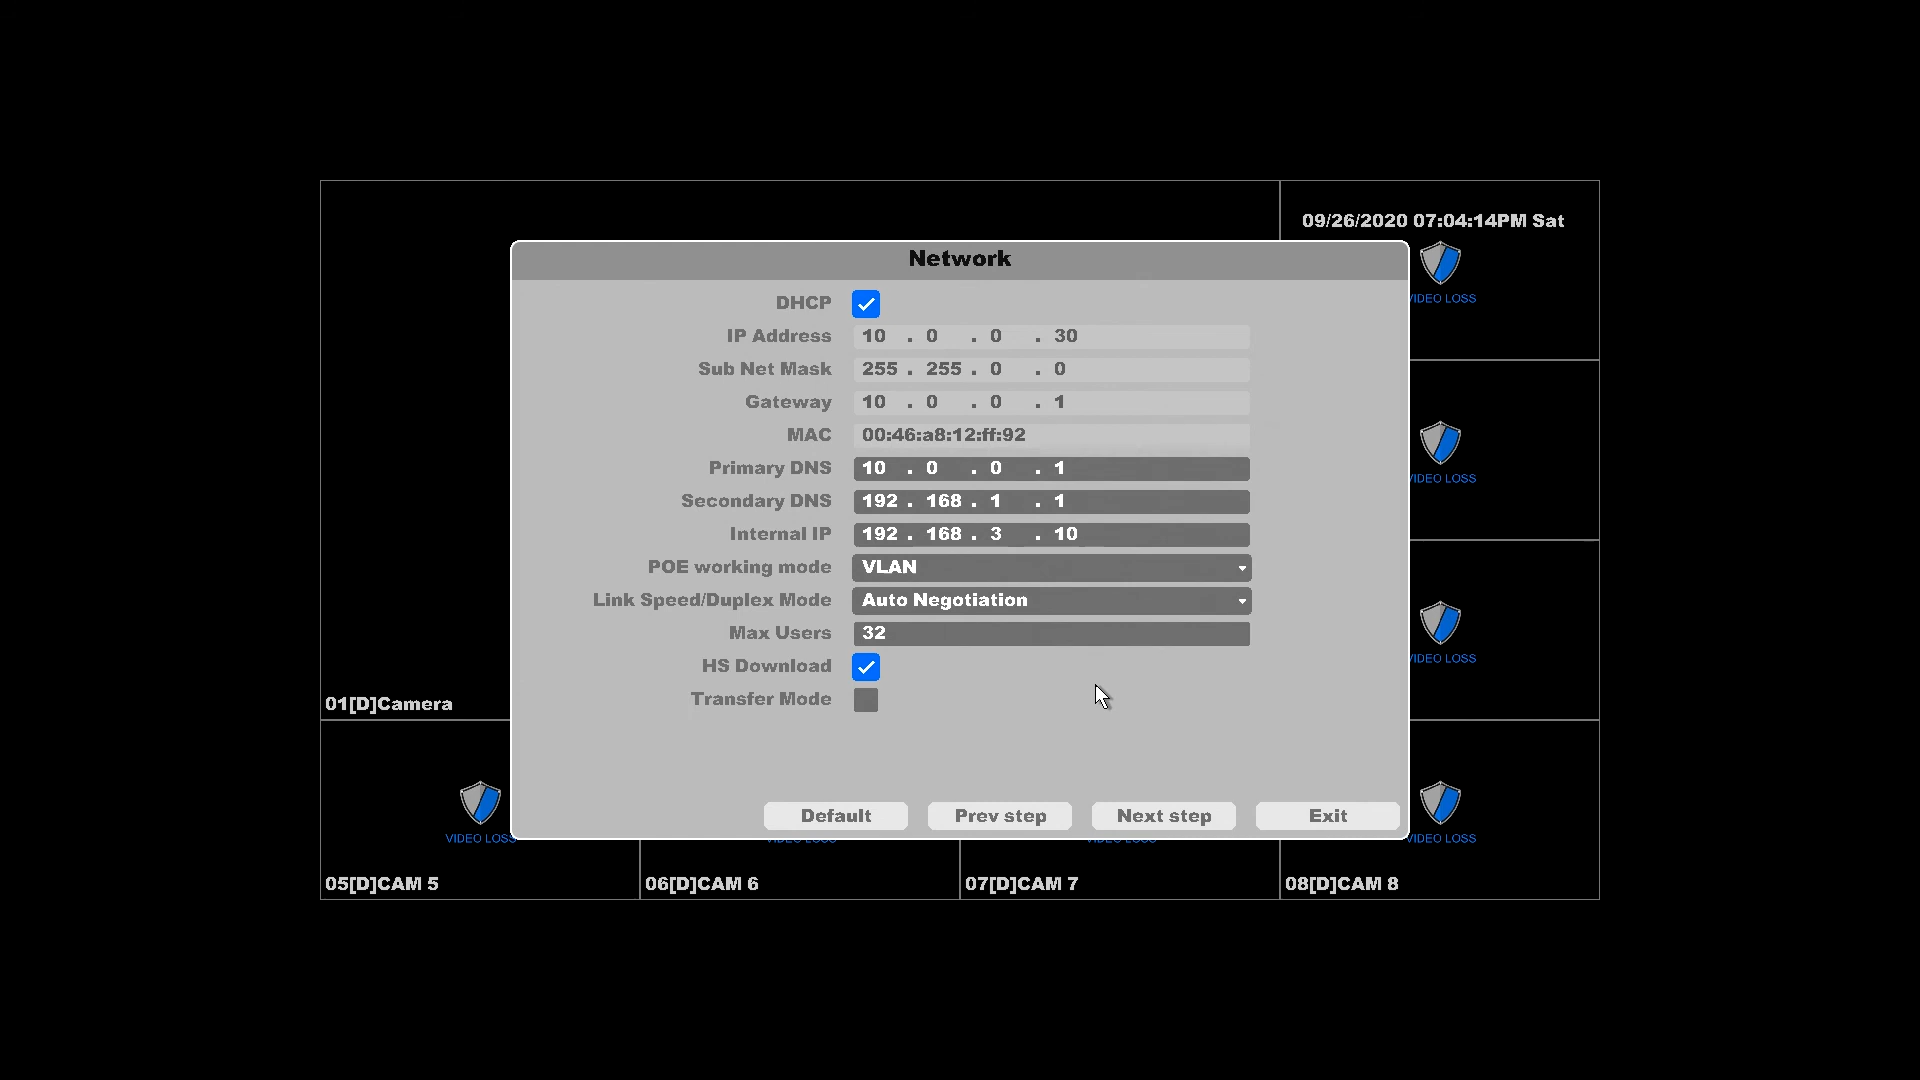 09/26/2020 07:04:14PM Sat
Network
VIDEO LOSS
DHCP
IP Address 10 . 0 . 0 . 30
Sub Net Mask 255 . 255 . 0 . 0
Gateway 10 . 0 . 0 . 1
MAC 00:46:a8:12:ff:92
Primary DNS 10 . 0 . 0 . 1
VIDEO LOSS
Secondary DNS 192 . 168 . 1 . 1
Internal IP 192 . 168 . 3 . 10
POE working mode VLAN
Link Speed/Duplex Mode Auto Negotiation
Max Users 32
VIDEO LOSS
HS Download
Transfer Mode
01[D]Camera
Default Prev step Next step Exit
VIDEO LOSS VIDEO LOSS VIDEO LOSS VIDEO LOSS
05[D]CAM 5 06[D]CAM 6 07[D]CAM 7 08[D]CAM 8